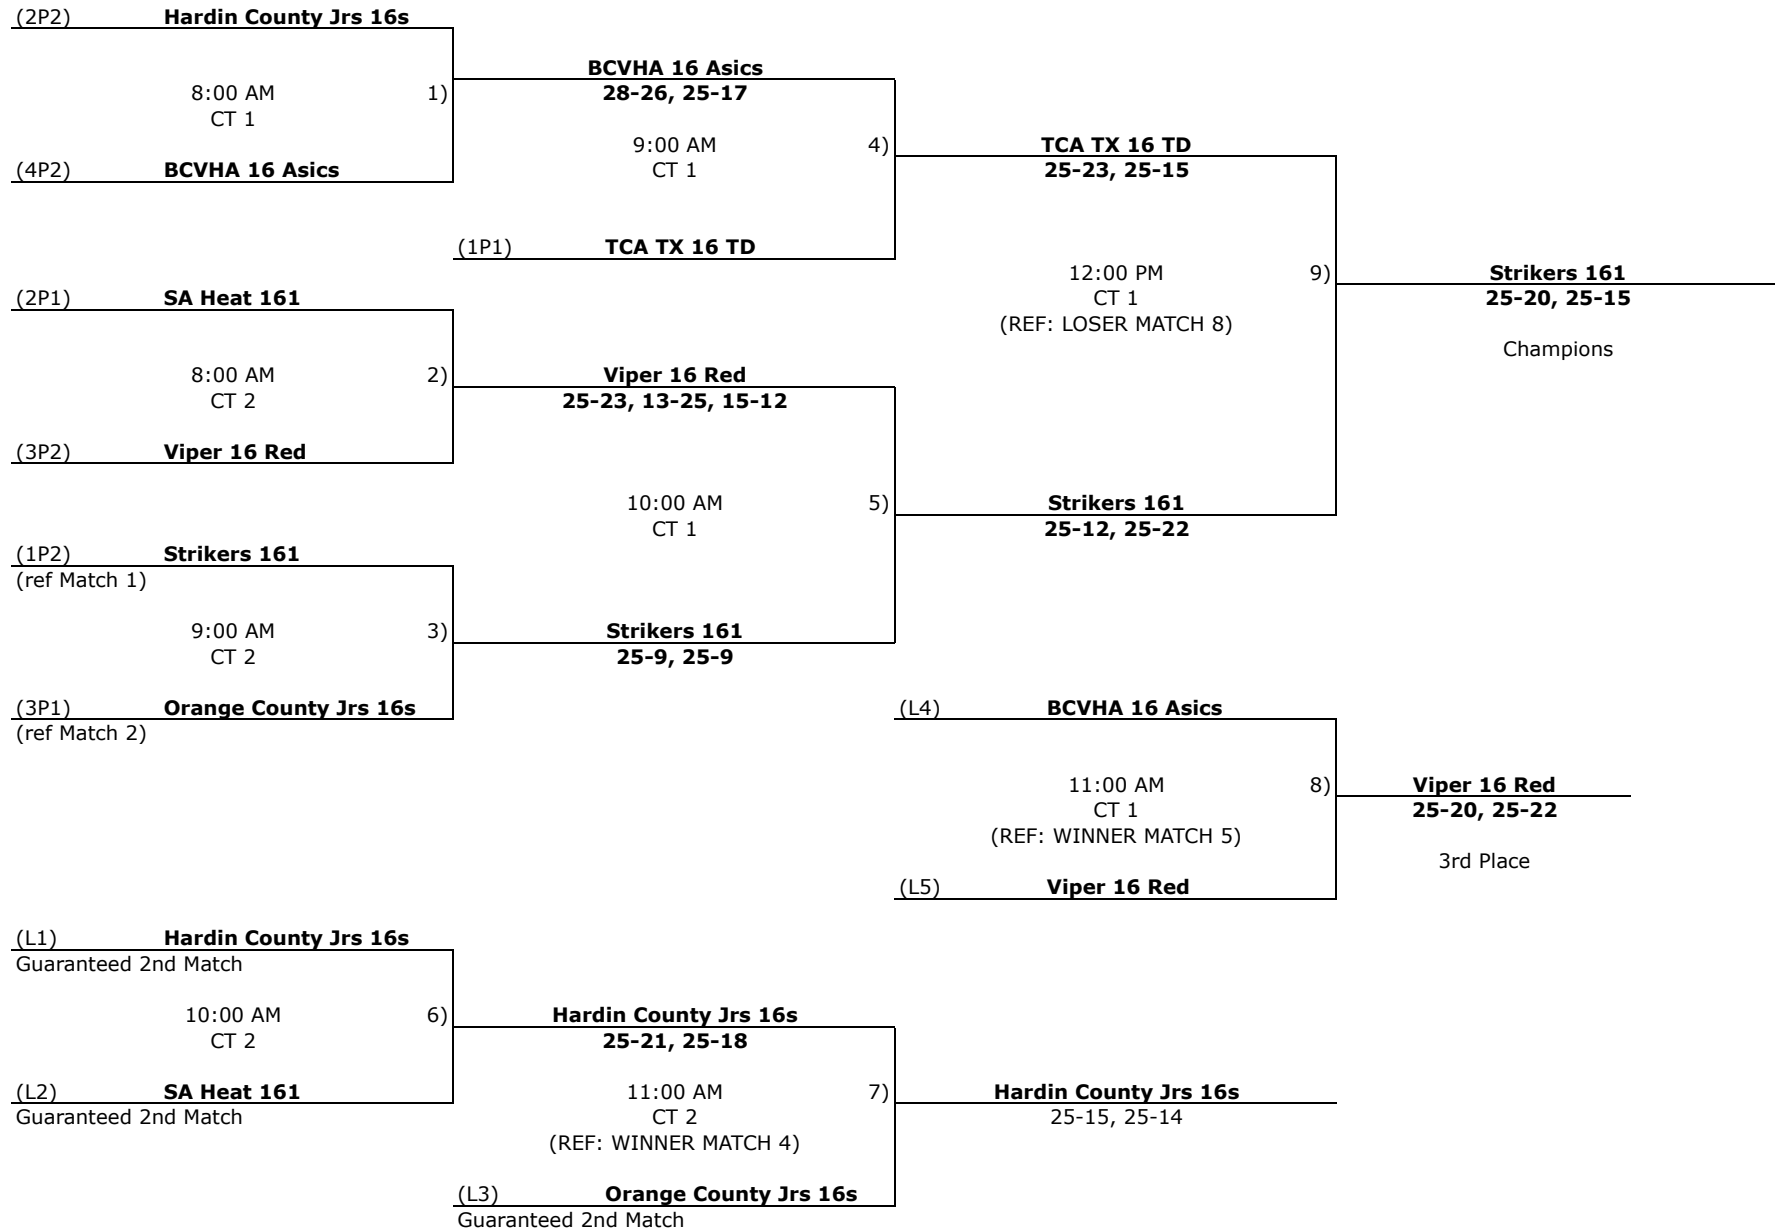 (2P2) Hardin County Jrs 16s
8:00 AM 1)
CT 1
(4P2) BCVHA 16 Asics
BCVHA 16 Asics
28-26, 25-17
9:00 AM 4)
CT 1
(1P1) TCA TX 16 TD
TCA TX 16 TD
25-23, 25-15
(2P1) SA Heat 161
8:00 AM 2)
CT 2
(3P2) Viper 16 Red
Viper 16 Red
25-23, 13-25, 15-12
10:00 AM 5)
CT 1
(1P2) Strikers 161
(ref Match 1)
9:00 AM 3)
CT 2
(3P1) Orange County Jrs 16s
(ref Match 2)
Strikers 161
25-9, 25-9
Strikers 161
25-12, 25-22
12:00 PM 9)
CT 1
(REF: LOSER MATCH 8)
Strikers 161
25-20, 25-15
Champions
(L4) BCVHA 16 Asics
11:00 AM 8)
CT 1
(REF: WINNER MATCH 5)
(L5) Viper 16 Red
Viper 16 Red
25-20, 25-22
3rd Place
(L1) Hardin County Jrs 16s
Guaranteed 2nd Match
10:00 AM 6)
CT 2
(L2) SA Heat 161
Guaranteed 2nd Match
Hardin County Jrs 16s
25-21, 25-18
11:00 AM 7)
CT 2
(REF: WINNER MATCH 4)
(L3) Orange County Jrs 16s
Guaranteed 2nd Match
Hardin County Jrs 16s
25-15, 25-14